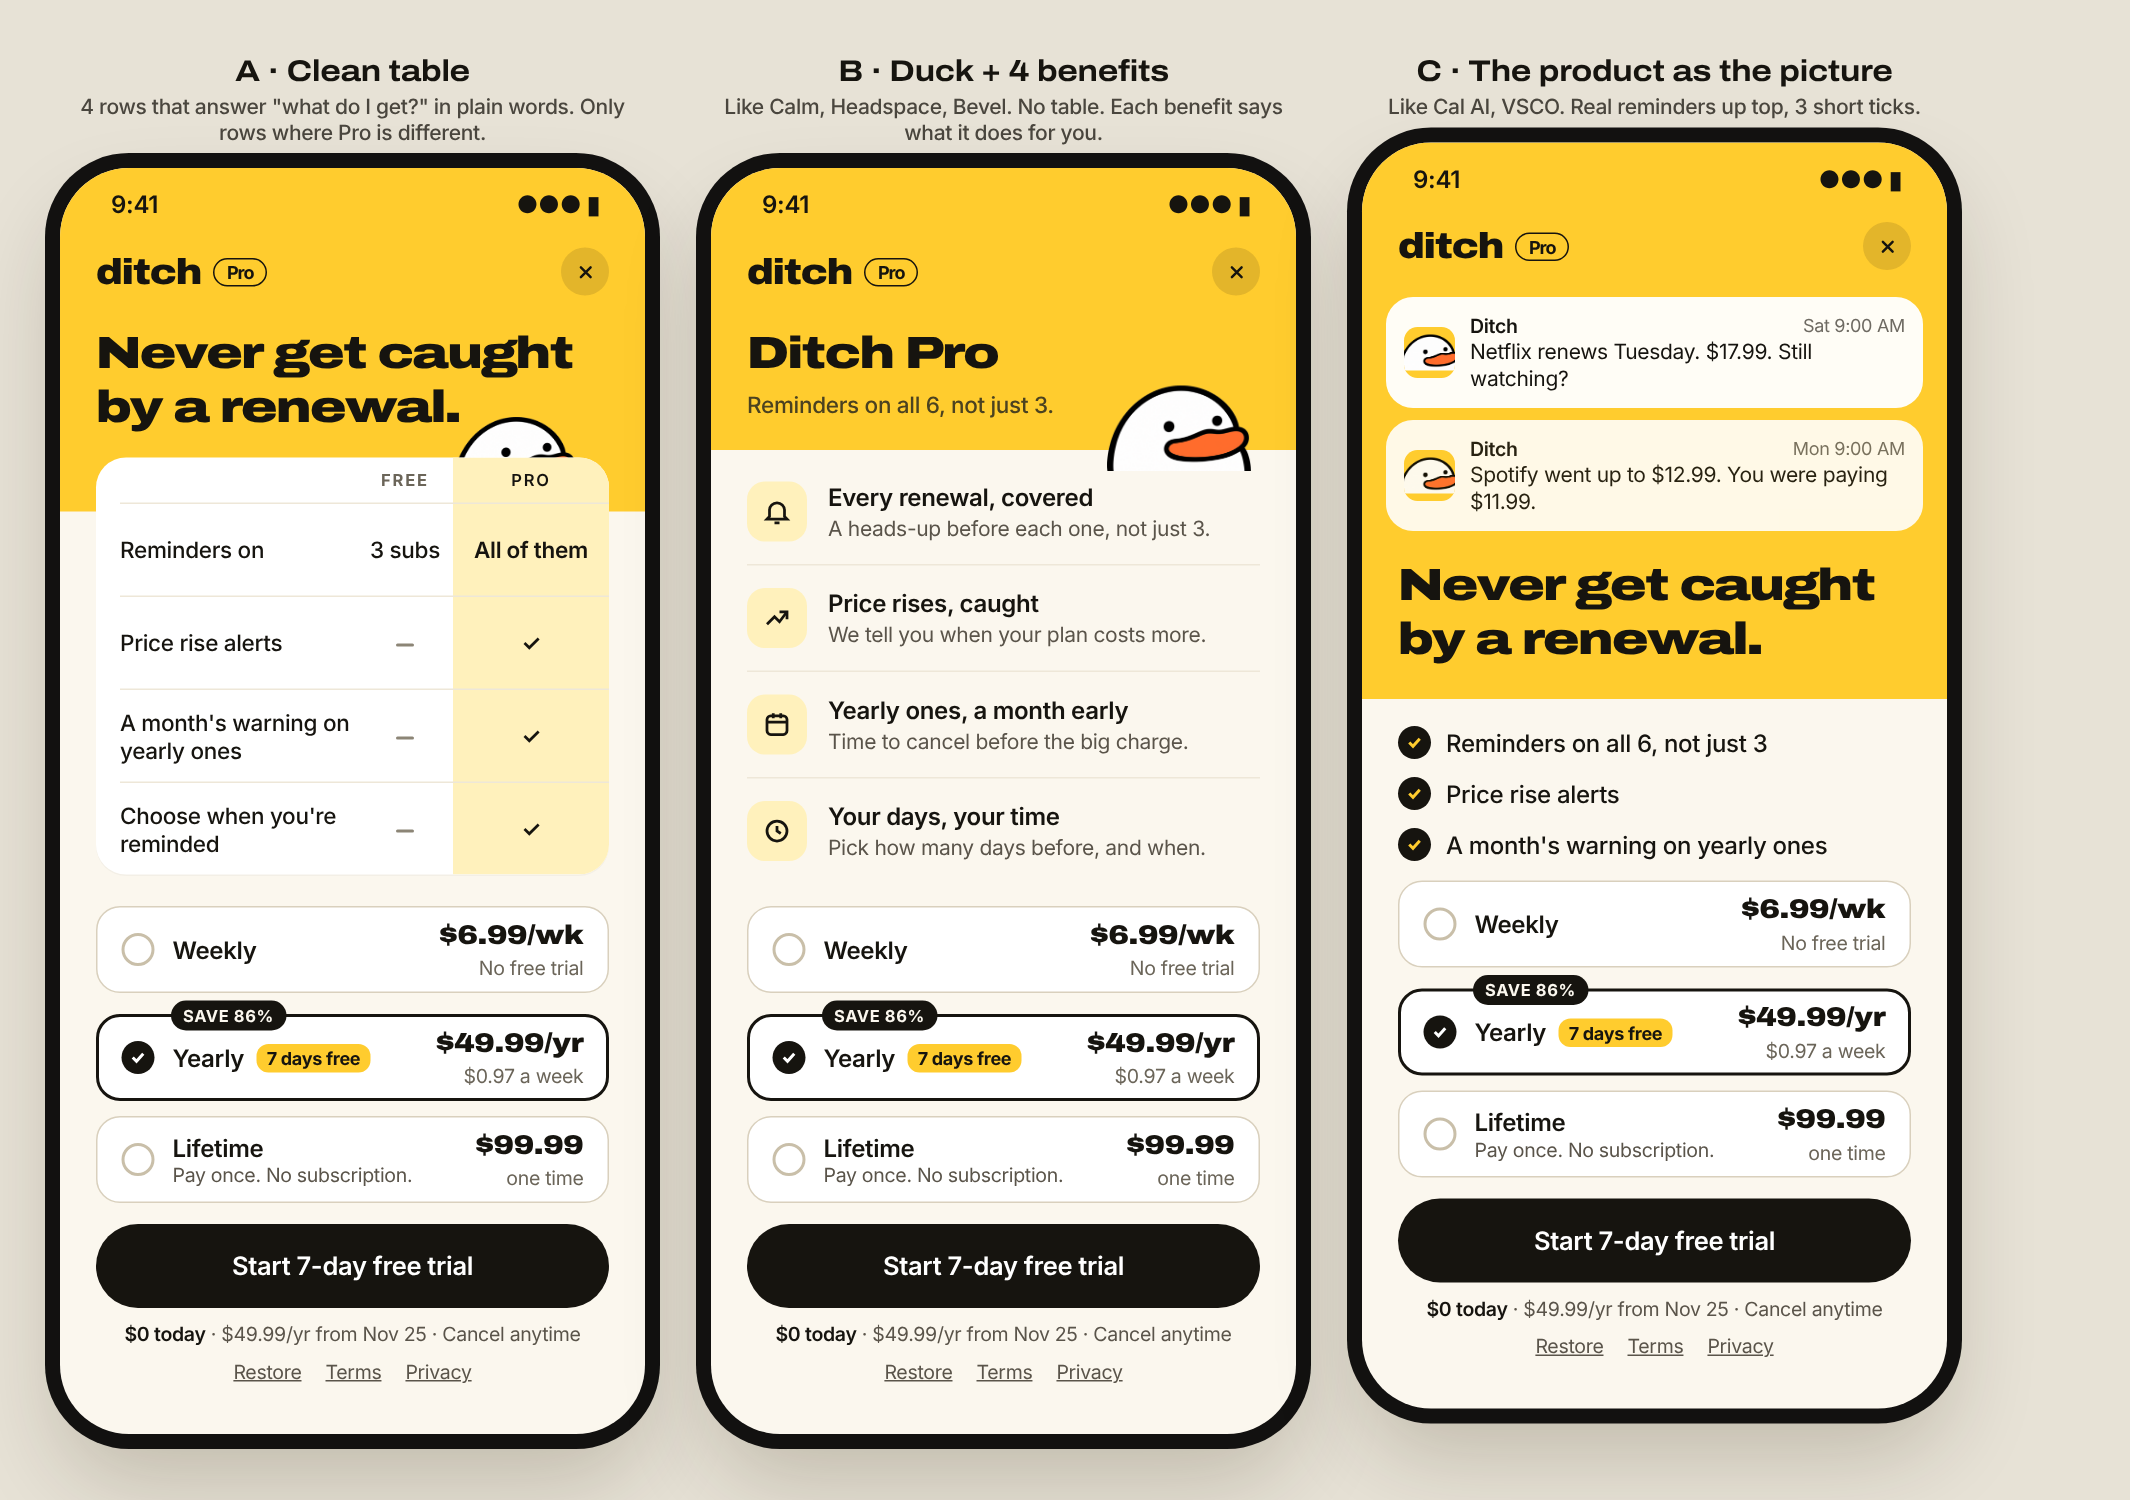 A · Clean table
4 rows that answer "what do I get?" in plain words. Only
rows where Pro is different.
9:41
ditch Pro
×
Never get caught
by a renewal.
FREE PRO
Reminders on 3 subs All of them
Price rise alerts — ✓
A month's warning on
yearly ones — ✓
Choose when you're
reminded — ✓
Weekly $6.99/wk
No free trial
SAVE 86%
Yearly 7 days free $49.99/yr
$0.97 a week
Lifetime $99.99
Pay once. No subscription. one time
Start 7-day free trial
$0 today · $49.99/yr from Nov 25 · Cancel anytime
Restore Terms Privacy
B · Duck + 4 benefits
Like Calm, Headspace, Bevel. No table. Each benefit says
what it does for you.
9:41
ditch Pro
×
Ditch Pro
Reminders on all 6, not just 3.
Every renewal, covered
A heads-up before each one, not just 3.
Price rises, caught
We tell you when your plan costs more.
Yearly ones, a month early
Time to cancel before the big charge.
Your days, your time
Pick how many days before, and when.
Weekly $6.99/wk
No free trial
SAVE 86%
Yearly 7 days free $49.99/yr
$0.97 a week
Lifetime $99.99
Pay once. No subscription. one time
Start 7-day free trial
$0 today · $49.99/yr from Nov 25 · Cancel anytime
Restore Terms Privacy
C · The product as the picture
Like Cal AI, VSCO. Real reminders up top, 3 short ticks.
9:41
ditch Pro
×
Ditch Sat 9:00 AM
Netflix renews Tuesday. $17.99. Still
watching?
Ditch Mon 9:00 AM
Spotify went up to $12.99. You were paying
$11.99.
Never get caught
by a renewal.
Reminders on all 6, not just 3
Price rise alerts
A month's warning on yearly ones
Weekly $6.99/wk
No free trial
SAVE 86%
Yearly 7 days free $49.99/yr
$0.97 a week
Lifetime $99.99
Pay once. No subscription. one time
Start 7-day free trial
$0 today · $49.99/yr from Nov 25 · Cancel anytime
Restore Terms Privacy